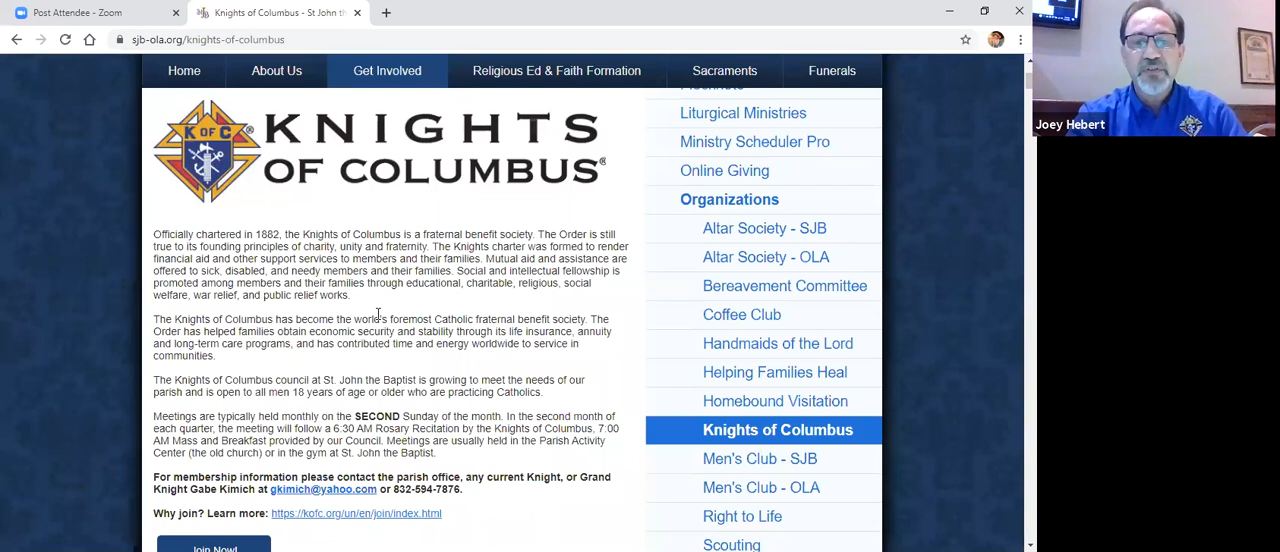 Post Attendee - Zoom
Knights of Columbus - St John th
sjb-ola.org/knights-of-columbus
Home
About Us
Get Involved
Religious Ed & Faith Formation
Sacraments
Funerals
K OF C
KNIGHTS
OF COLUMBUS®
Officially chartered in 1882, the Knights of Columbus is a fraternal benefit society. The Order is still
true to its founding principles of charity, unity and fraternity. The Knights charter was formed to render
financial aid and other support services to members and their families. Mutual aid and assistance are
offered to sick, disabled, and needy members and their families. Social and intellectual fellowship is
promoted among members and their families through educational, charitable, religious, social
welfare, war relief, and public relief works.
The Knights of Columbus has become the world's foremost Catholic fraternal benefit society. The
Order has helped families obtain economic security and stability through its life insurance, annuity
and long-term care programs, and has contributed time and energy worldwide to service in
communities.
The Knights of Columbus council at St. John the Baptist is growing to meet the needs of our
parish and is open to all men 18 years of age or older who are practicing Catholics.
Meetings are typically held monthly on the SECOND Sunday of the month. In the second month of
each quarter, the meeting will follow a 6:30 AM Rosary Recitation by the Knights of Columbus, 7:00
AM Mass and Breakfast provided by our Council. Meetings are usually held in the Parish Activity
Center (the old church) or in the gym at St. John the Baptist.
For membership information please contact the parish office, any current Knight, or Grand
Knight Gabe Kimich at gkimich@yahoo.com or 832-594-7876.
Why join? Learn more: https://kofc.org/un/en/join/index.html
Join Now!
Liturgical Ministries
Ministry Scheduler Pro
Online Giving
Organizations
Altar Society - SJB
Altar Society - OLA
Bereavement Committee
Coffee Club
Handmaids of the Lord
Helping Families Heal
Homebound Visitation
Knights of Columbus
Men's Club - SJB
Men's Club - OLA
Right to Life
Scouting
Joey Hebert